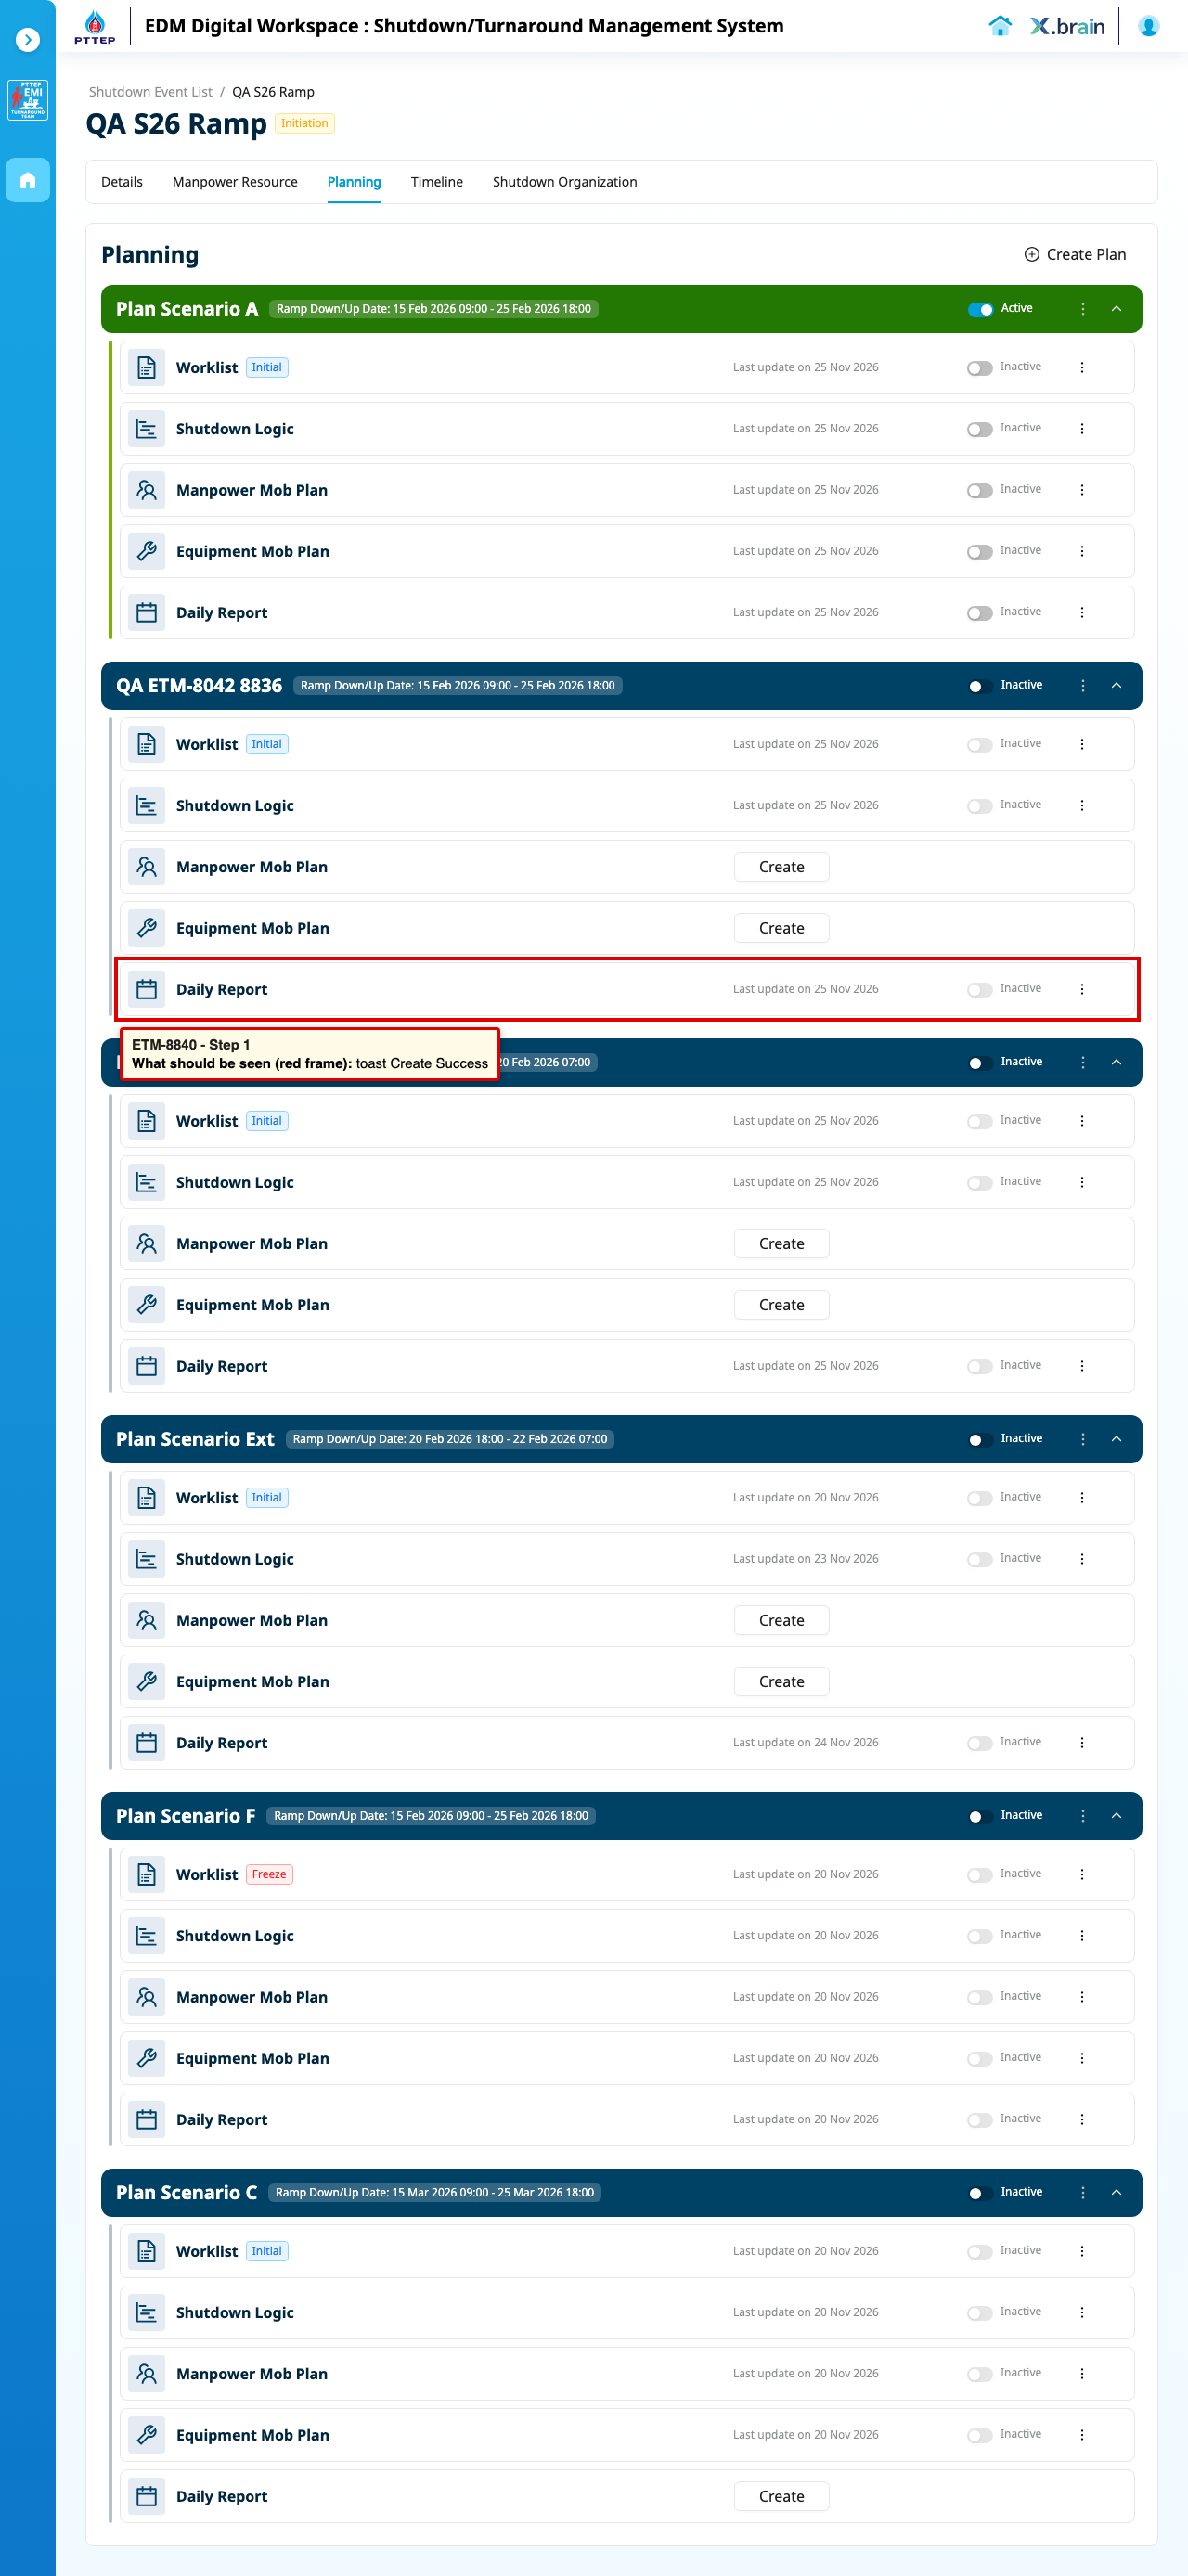 EDM Digital Workspace : Shutdown/Turnaround Management System
PTTEP
X.brain
PTTEP
EMI
TURNAROUND
TEAM
Shutdown Event List / QA S26 Ramp
QA S26 Ramp Initiation
Details Manpower Resource Planning Timeline Shutdown Organization
Planning Create Plan
Plan Scenario A Ramp Down/Up Date: 15 Feb 2026 09:00 - 25 Feb 2026 18:00 Active
Worklist Initial Last update on 25 Nov 2026 Inactive
Shutdown Logic Last update on 25 Nov 2026 Inactive
Manpower Mob Plan Last update on 25 Nov 2026 Inactive
Equipment Mob Plan Last update on 25 Nov 2026 Inactive
Daily Report Last update on 25 Nov 2026 Inactive
QA ETM-8042 8836 Ramp Down/Up Date: 15 Feb 2026 09:00 - 25 Feb 2026 18:00 Inactive
Worklist Initial Last update on 25 Nov 2026 Inactive
Shutdown Logic Last update on 25 Nov 2026 Inactive
Manpower Mob Plan Create
Equipment Mob Plan Create
Daily Report Last update on 25 Nov 2026 Inactive
ETM-8840 - Step 1
What should be seen (red frame): toast Create Success
20 Feb 2026 07:00 Inactive
Worklist Initial Last update on 25 Nov 2026 Inactive
Shutdown Logic Last update on 25 Nov 2026 Inactive
Manpower Mob Plan Create
Equipment Mob Plan Create
Daily Report Last update on 25 Nov 2026 Inactive
Plan Scenario Ext Ramp Down/Up Date: 20 Feb 2026 18:00 - 22 Feb 2026 07:00 Inactive
Worklist Initial Last update on 20 Nov 2026 Inactive
Shutdown Logic Last update on 23 Nov 2026 Inactive
Manpower Mob Plan Create
Equipment Mob Plan Create
Daily Report Last update on 24 Nov 2026 Inactive
Plan Scenario F Ramp Down/Up Date: 15 Feb 2026 09:00 - 25 Feb 2026 18:00 Inactive
Worklist Freeze Last update on 20 Nov 2026 Inactive
Shutdown Logic Last update on 20 Nov 2026 Inactive
Manpower Mob Plan Last update on 20 Nov 2026 Inactive
Equipment Mob Plan Last update on 20 Nov 2026 Inactive
Daily Report Last update on 20 Nov 2026 Inactive
Plan Scenario C Ramp Down/Up Date: 15 Mar 2026 09:00 - 25 Mar 2026 18:00 Inactive
Worklist Initial Last update on 20 Nov 2026 Inactive
Shutdown Logic Last update on 20 Nov 2026 Inactive
Manpower Mob Plan Last update on 20 Nov 2026 Inactive
Equipment Mob Plan Last update on 20 Nov 2026 Inactive
Daily Report Create